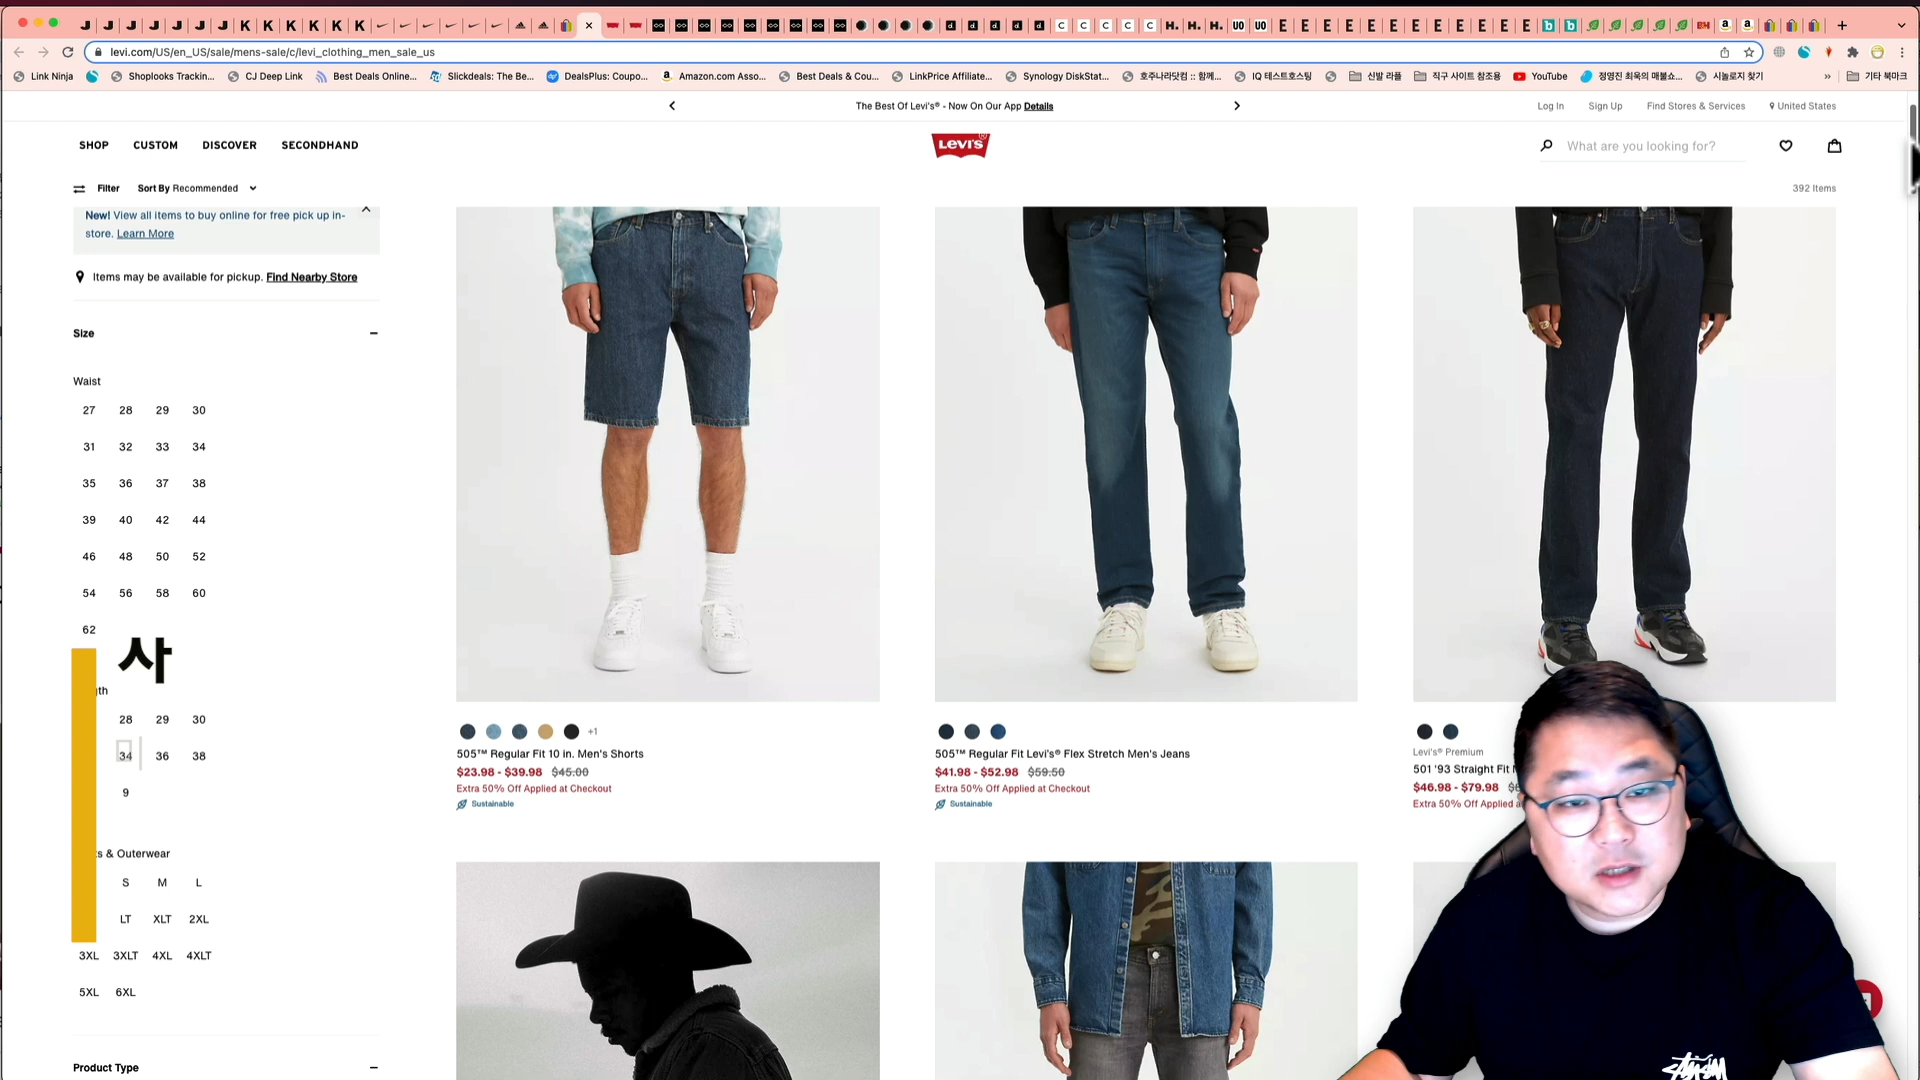 levi.com/US/en_US/sale/mens-sale/c/levi_clothing_men_sale_us
Link Ninja Shoplooks Trackin... CJ Deep Link Best Deals Online... Slickdeals: The Be... DealsPlus: Coupo... Amazon.com Asso... Best Deals & Cou... LinkPrice Affiliate... Synology DiskStat... 호주나라닷컴 :: 함께... IQ 테스트호스팅 신발 라플 직구 사이트 참조용 YouTube 정영진 최욱의 매불쇼... 시놀로지 찾기 » 기타 북마크
The Best Of Levi's® - Now On Our App Details
Log In Sign Up Find Stores & Services United States
SHOP CUSTOM DISCOVER SECONDHAND
LEVI'S
What are you looking for?
Filter Sort By Recommended
392 Items
New! View all items to buy online for free pick up in-
store. Learn More
Items may be available for pickup. Find Nearby Store
Size
Waist
27 28 29 30
31 32 33 34
35 36 37 38
39 40 42 44
46 48 50 52
54 56 58 60
62
사
gth
28 29 30
34 36 38
9
s & Outerwear
S M L
LT XLT 2XL
3XL 3XLT 4XL 4XLT
5XL 6XL
Product Type
+1
505™ Regular Fit 10 in. Men's Shorts
$23.98 - $39.98 $45.00
Extra 50% Off Applied at Checkout
Sustainable
505™ Regular Fit Levi's® Flex Stretch Men's Jeans
$41.98 - $52.98 $59.50
Extra 50% Off Applied at Checkout
Sustainable
Levi's® Premium
501 '93 Straight Fit
$46.98 - $79.98
Extra 50% Off Applied a